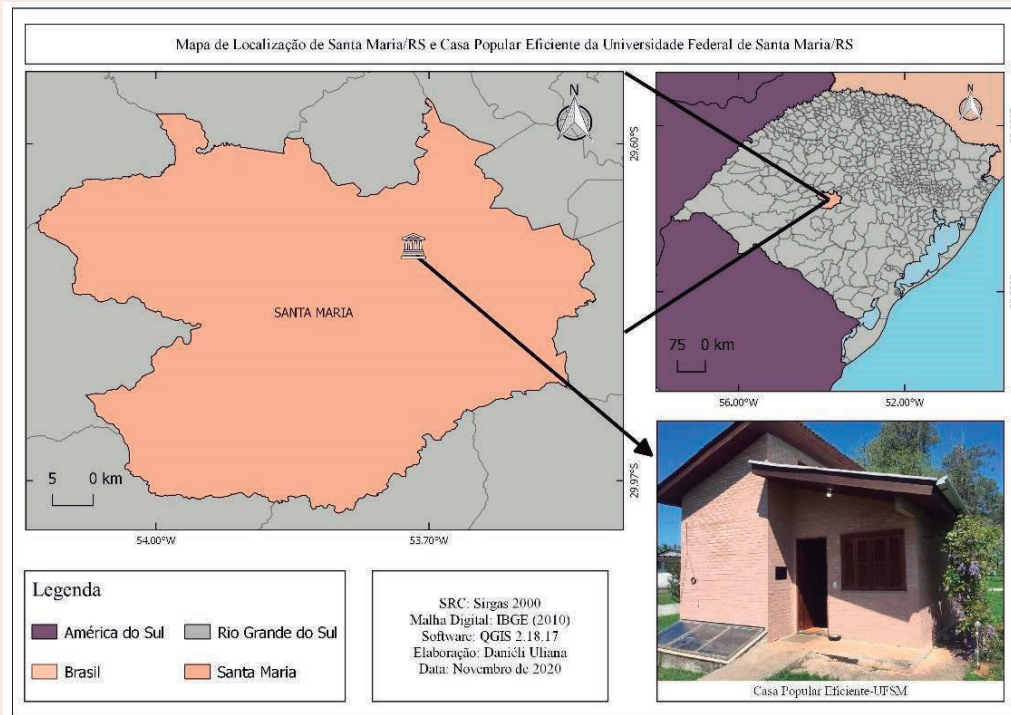 Mapa de Localização de Santa Maria/RS e Casa Popular Eficiente da Universidade Federal de Santa Maria/RS
N
N
29.60°S
SANTA MARIA
75 0 km
5 0 km
56.00°W
52.00°W
29.97°S
54.00°W
53.70°W
Legenda
América do Sul
Rio Grande do Sul
Brasil
Santa Maria
SRC: Sirgas 2000
Malha Digital: IBGE (2010)
Software: QGIS 2.18.17
Elaboração: Daniéli Uliana
Data: Novembro de 2020
Casa Popular Eficiente-UFSM